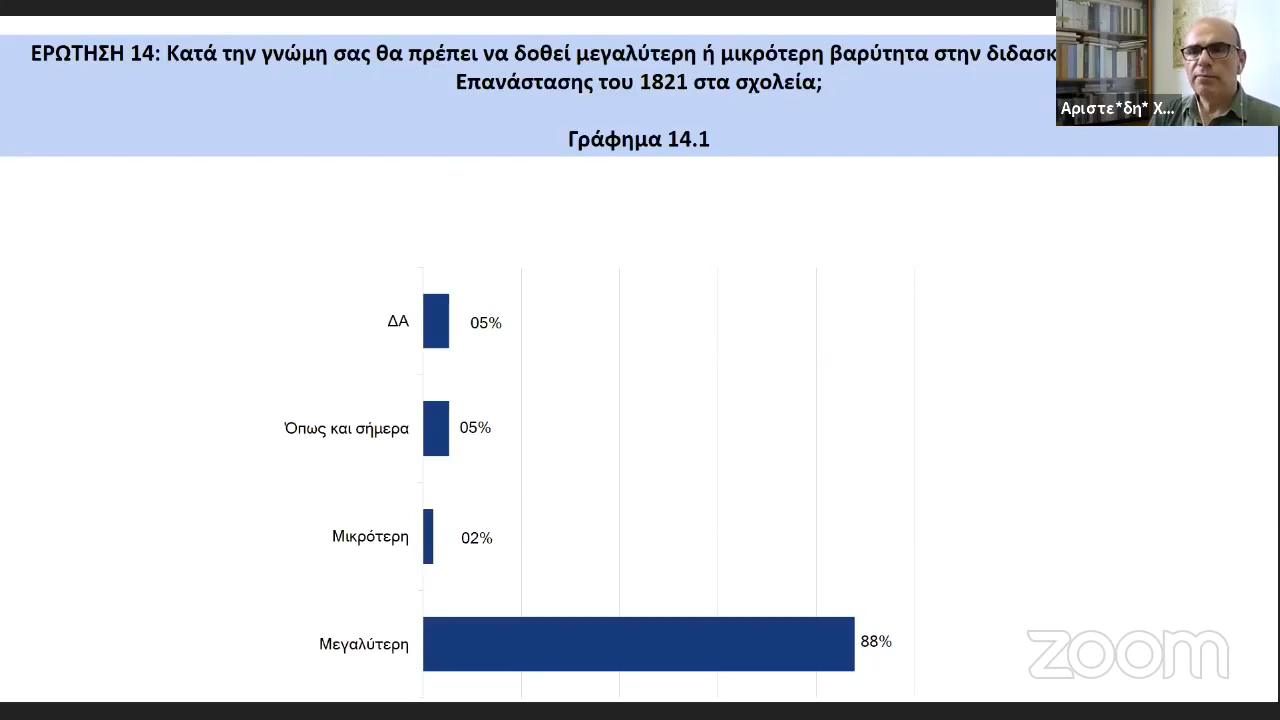 ΕΡΩΤΗΣΗ 14: Κατά την γνώμη σας θα πρέπει να δοθεί μεγαλύτερη ή μικρότερη βαρύτητα στην
Επανάστασης του 1821 στα σχολεία;
Γράφημα 14.1
Αριστε*δη* Χ...
ΔΑ 05%
Όπως και σήμερα 05%
Μικρότερη 02%
Μεγαλύτερη 88%
zoom